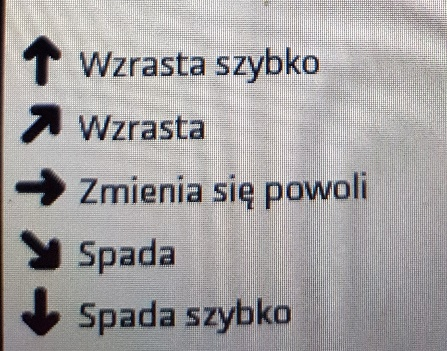 ↑ Wzrasta szybko
↗ Wzrasta
→ Zmienia się powoli
↘ Spada
↓ Spada szybko